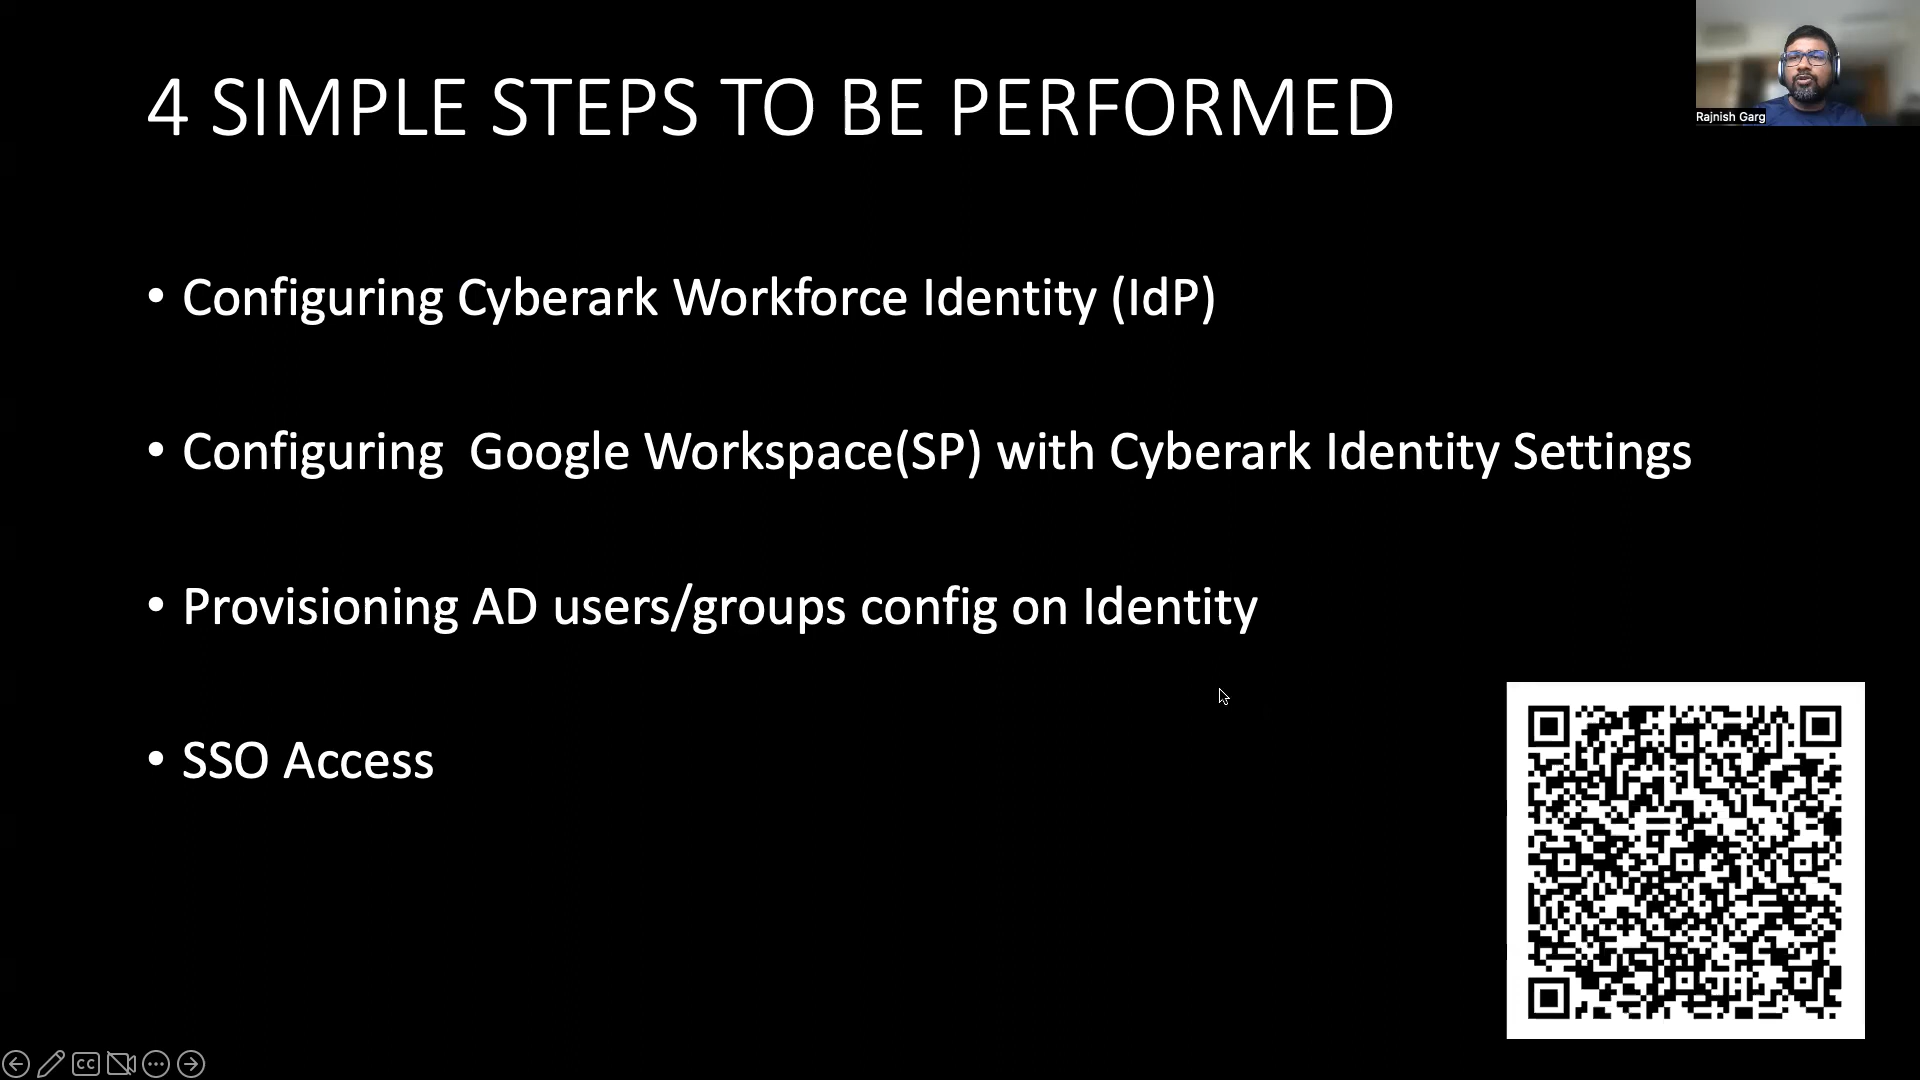 4 SIMPLE STEPS TO BE PERFORMED
Rajnish Garg
• Configuring Cyberark Workforce Identity (IdP)
• Configuring  Google Workspace(SP) with Cyberark Identity Settings
• Provisioning AD users/groups config on Identity
• SSO Access
CC